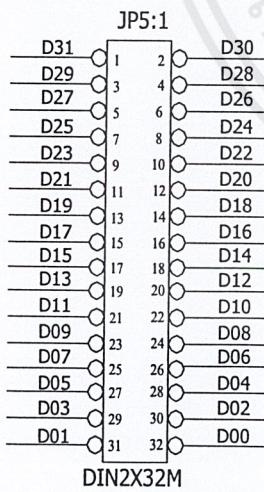 JP5:1
D31 1 2 D30
D29 3 4 D28
D27 5 6 D26
D25 7 8 D24
D23 9 10 D22
D21 11 12 D20
D19 13 14 D18
D17 15 16 D16
D15 17 18 D14
D13 19 20 D12
D11 21 22 D10
D09 23 24 D08
D07 25 26 D06
D05 27 28 D04
D03 29 30 D02
D01 31 32 D00
DIN2X32M